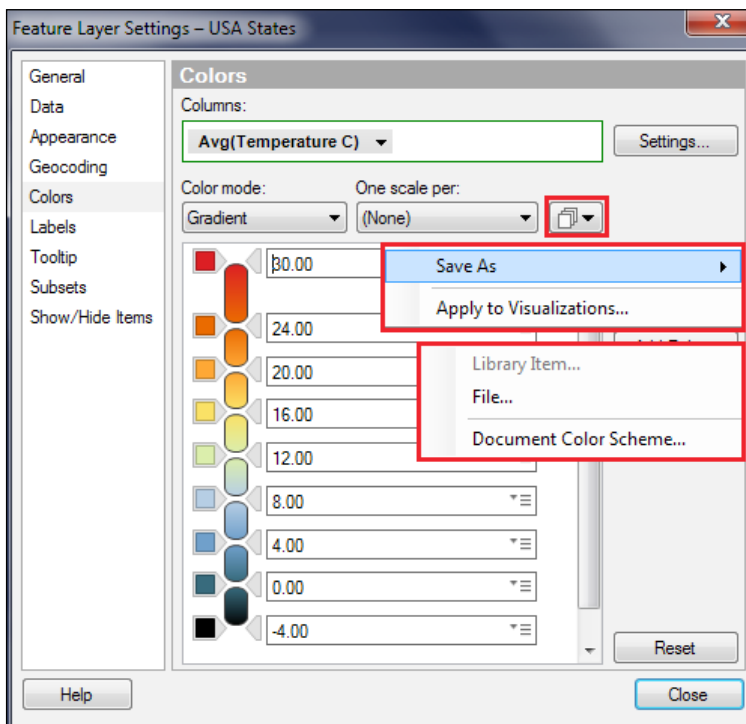 Feature Layer Settings – USA States
x
General
Data
Appearance
Geocoding
Colors
Labels
Tooltip
Subsets
Show/Hide Items
Colors
Columns:
Avg(Temperature C)
Settings...
Color mode:
One scale per:
Gradient
(None)
30.00
24.00
20.00
16.00
12.00
8.00
4.00
0.00
-4.00
Save As
Apply to Visualizations...
Library Item...
File...
Document Color Scheme...
Reset
Help
Close